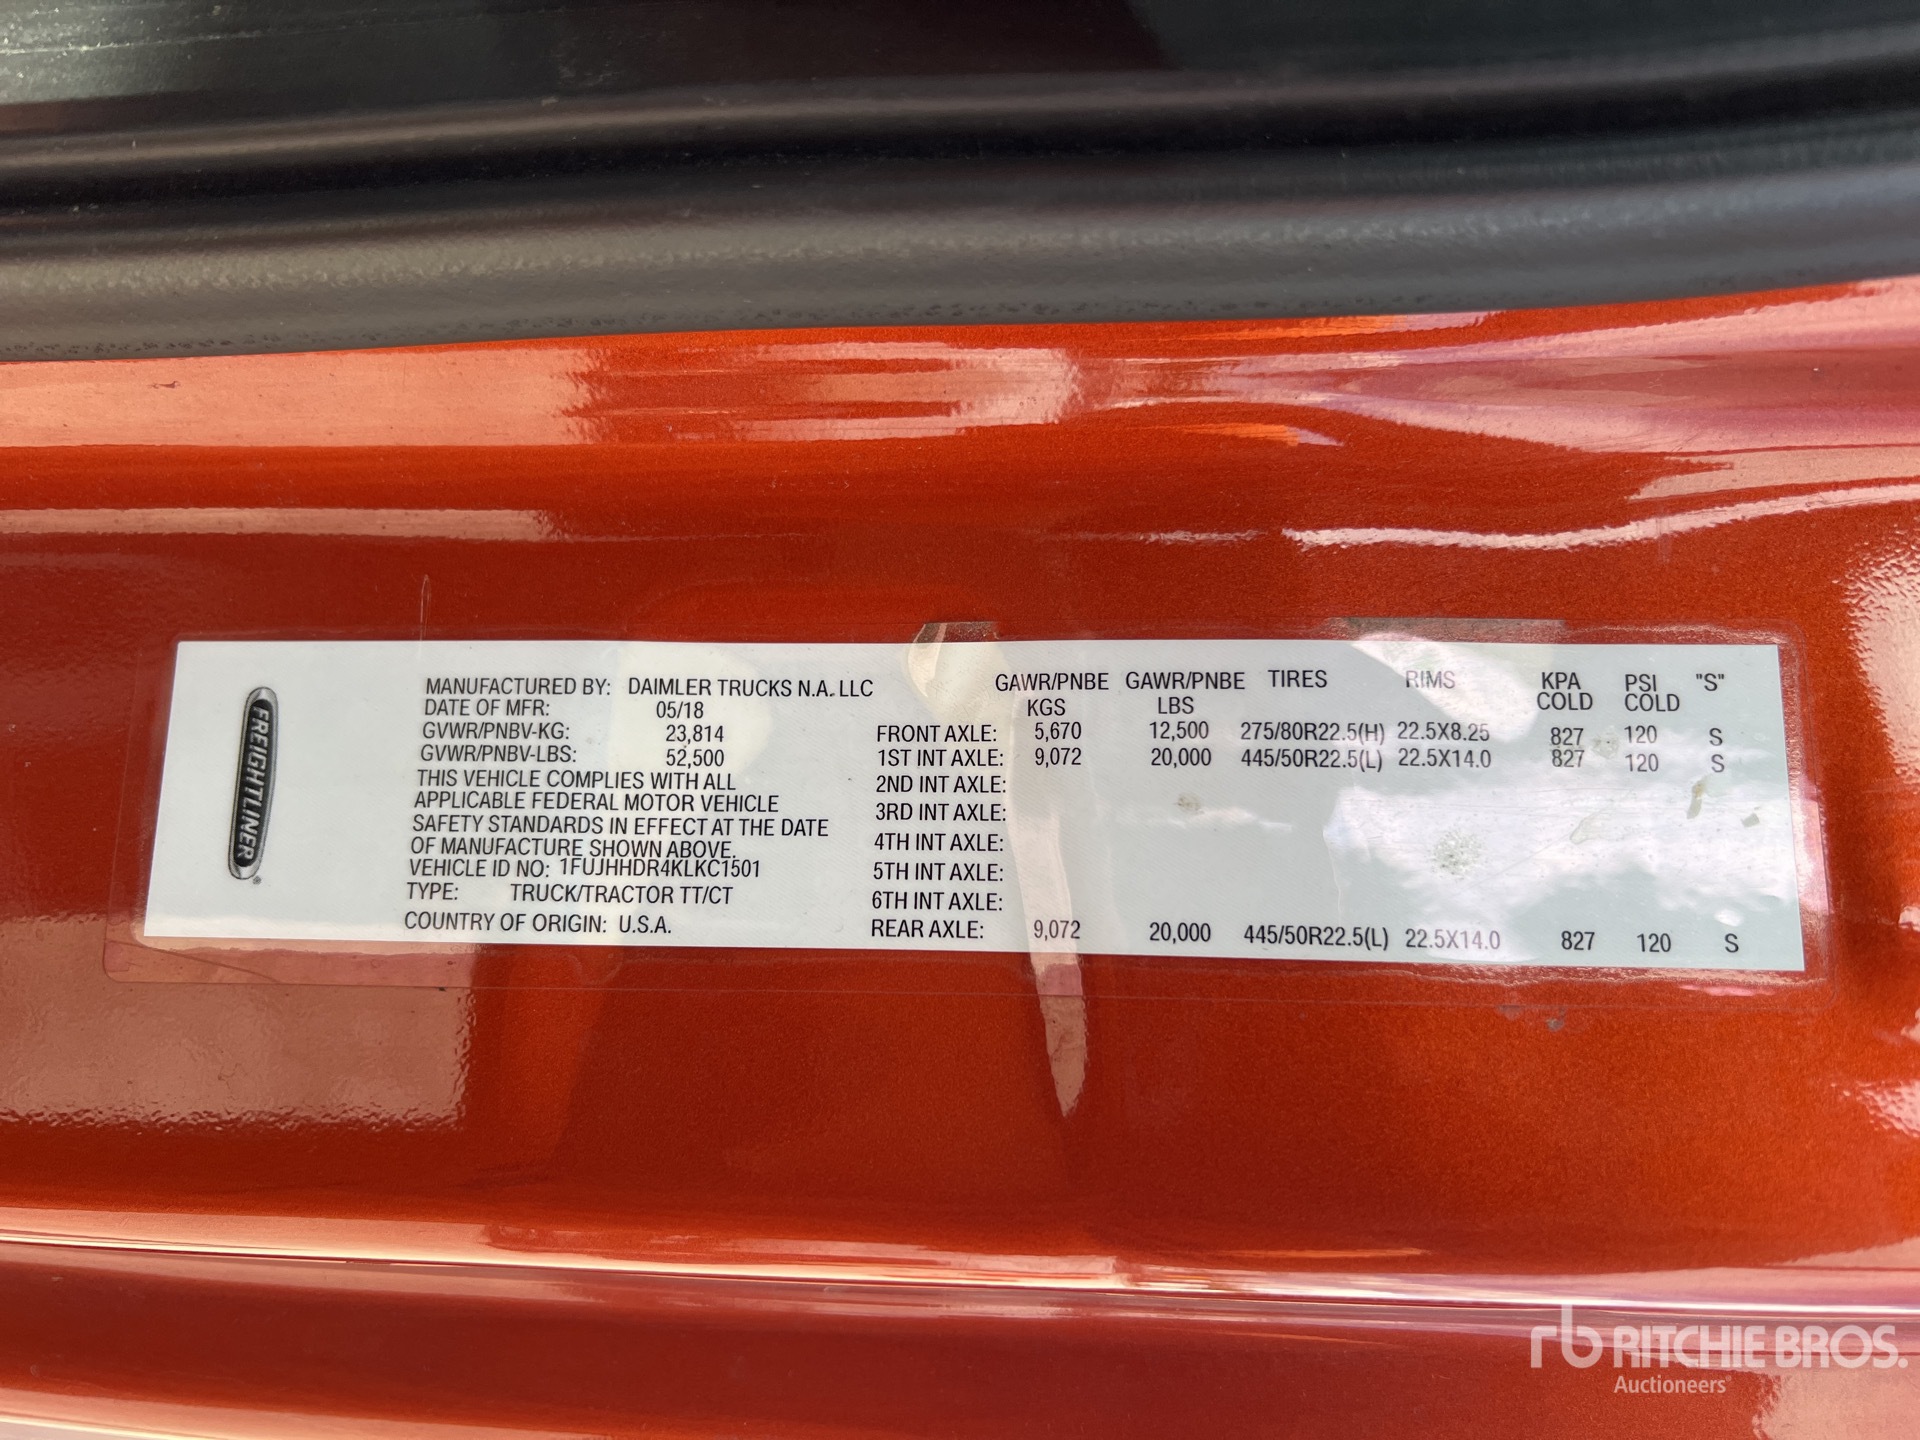 FREIGHTLINER®
MANUFACTURED BY: DAIMLER TRUCKS N.A. LLC
DATE OF MFR: 05/18
GVWR/PNBV-KG: 23,814
GVWR/PNBV-LBS: 52,500
THIS VEHICLE COMPLIES WITH ALL
APPLICABLE FEDERAL MOTOR VEHICLE
SAFETY STANDARDS IN EFFECT AT THE DATE
OF MANUFACTURE SHOWN ABOVE.
VEHICLE ID NO: 1FUJHHDR4KLKC1501
TYPE: TRUCK/TRACTOR TT/CT
COUNTRY OF ORIGIN: U.S.A.
GAWR/PNBE GAWR/PNBE TIRES RIMS KPA PSI "S"
KGS LBS COLD COLD
FRONT AXLE: 5,670 12,500 275/80R22.5(H) 22.5X8.25 827 120 S
1ST INT AXLE: 9,072 20,000 445/50R22.5(L) 22.5X14.0 827 120 S
2ND INT AXLE:
3RD INT AXLE:
4TH INT AXLE:
5TH INT AXLE:
6TH INT AXLE:
REAR AXLE: 9,072 20,000 445/50R22.5(L) 22.5X14.0 827 120 S
rb RITCHIE BROS.
Auctioneers